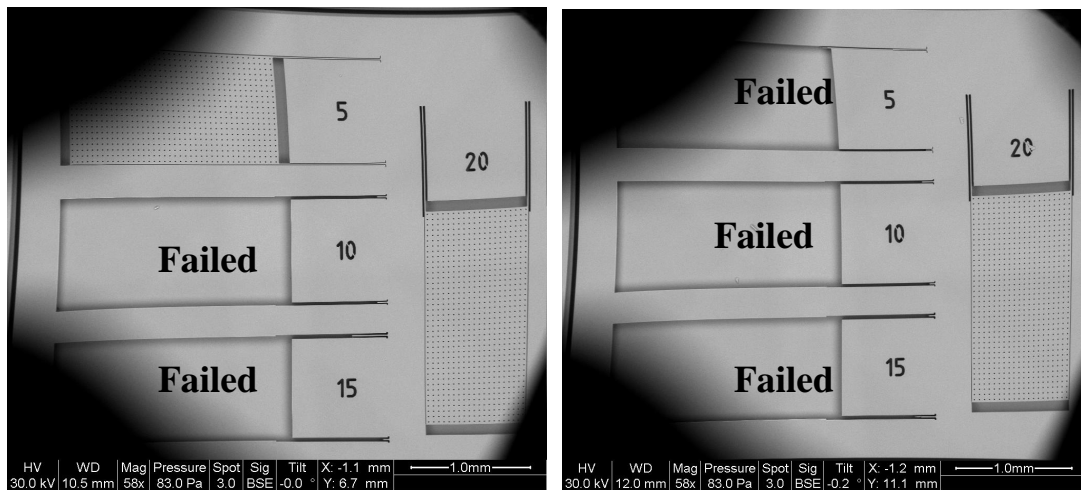 5
20
10
Failed
Failed
15
HV WD Mag Pressure Spot Sig Tilt X: -1.1 mm 1.0mm
30.0 kV 10.5 mm 58x 83.0 Pa 3.0 BSE -0.0 ° Y: 6.7 mm
Failed
5
20
Failed
10
Failed
15
HV WD Mag Pressure Spot Sig Tilt X: -1.2 mm 1.0mm
30.0 kV 12.0 mm 58x 83.0 Pa 3.0 BSE -0.2 ° Y: 11.1 mm